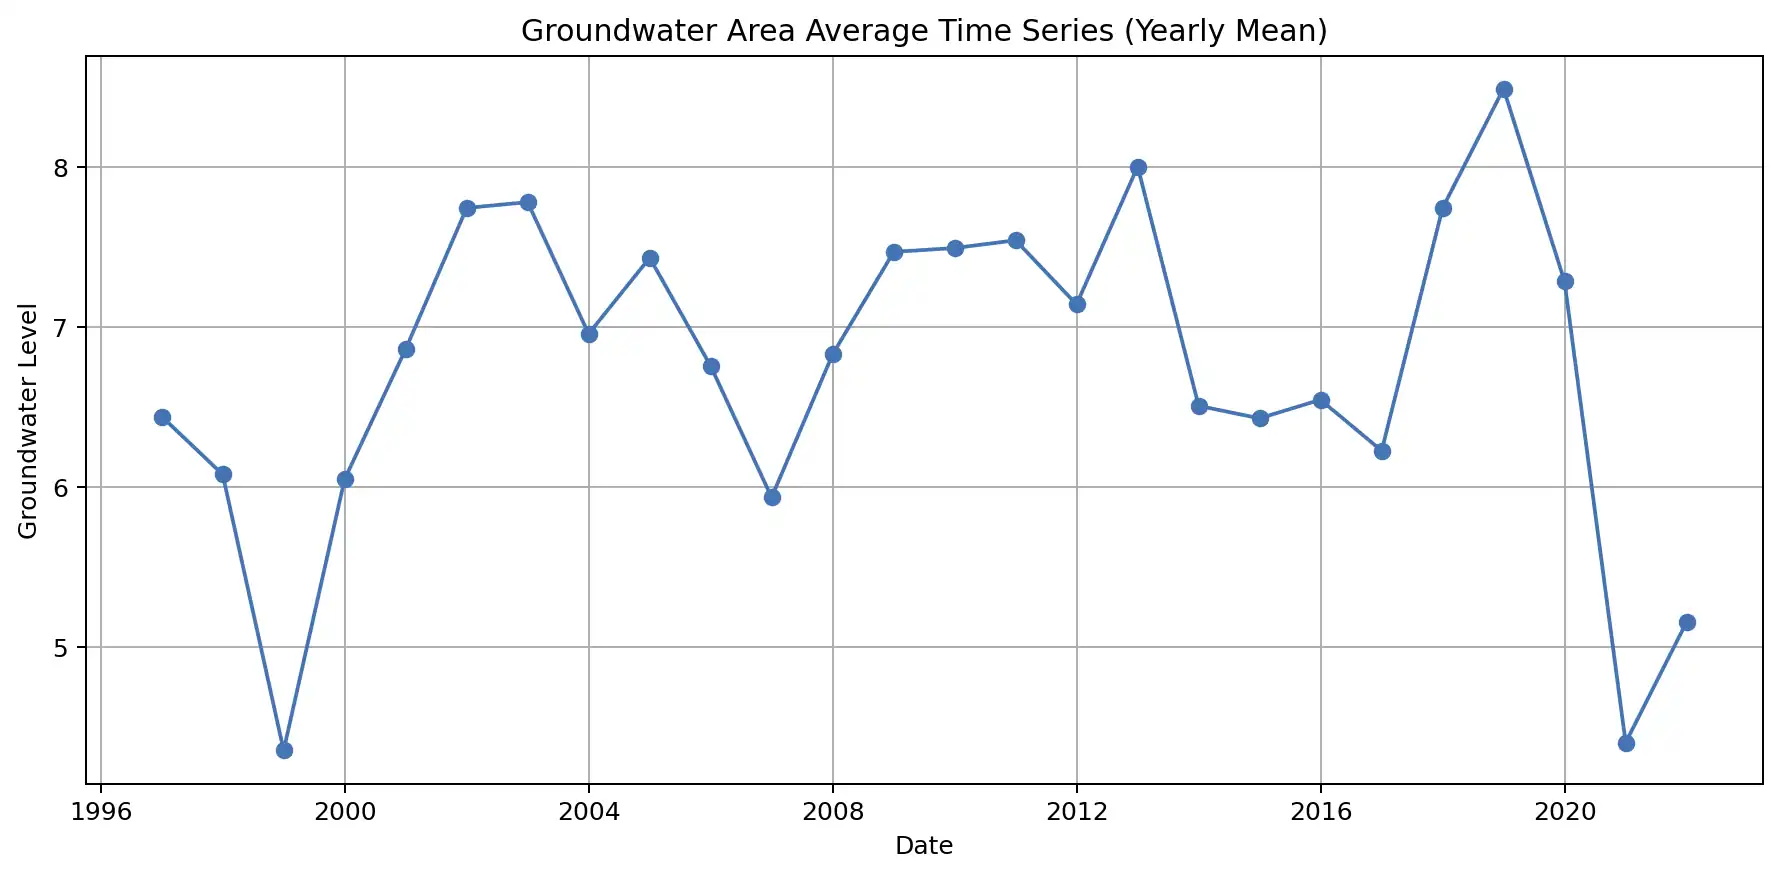 Groundwater Area Average Time Series (Yearly Mean)
Groundwater Level
8
7
6
5
1996 2000 2004 2008 2012 2016 2020
Date